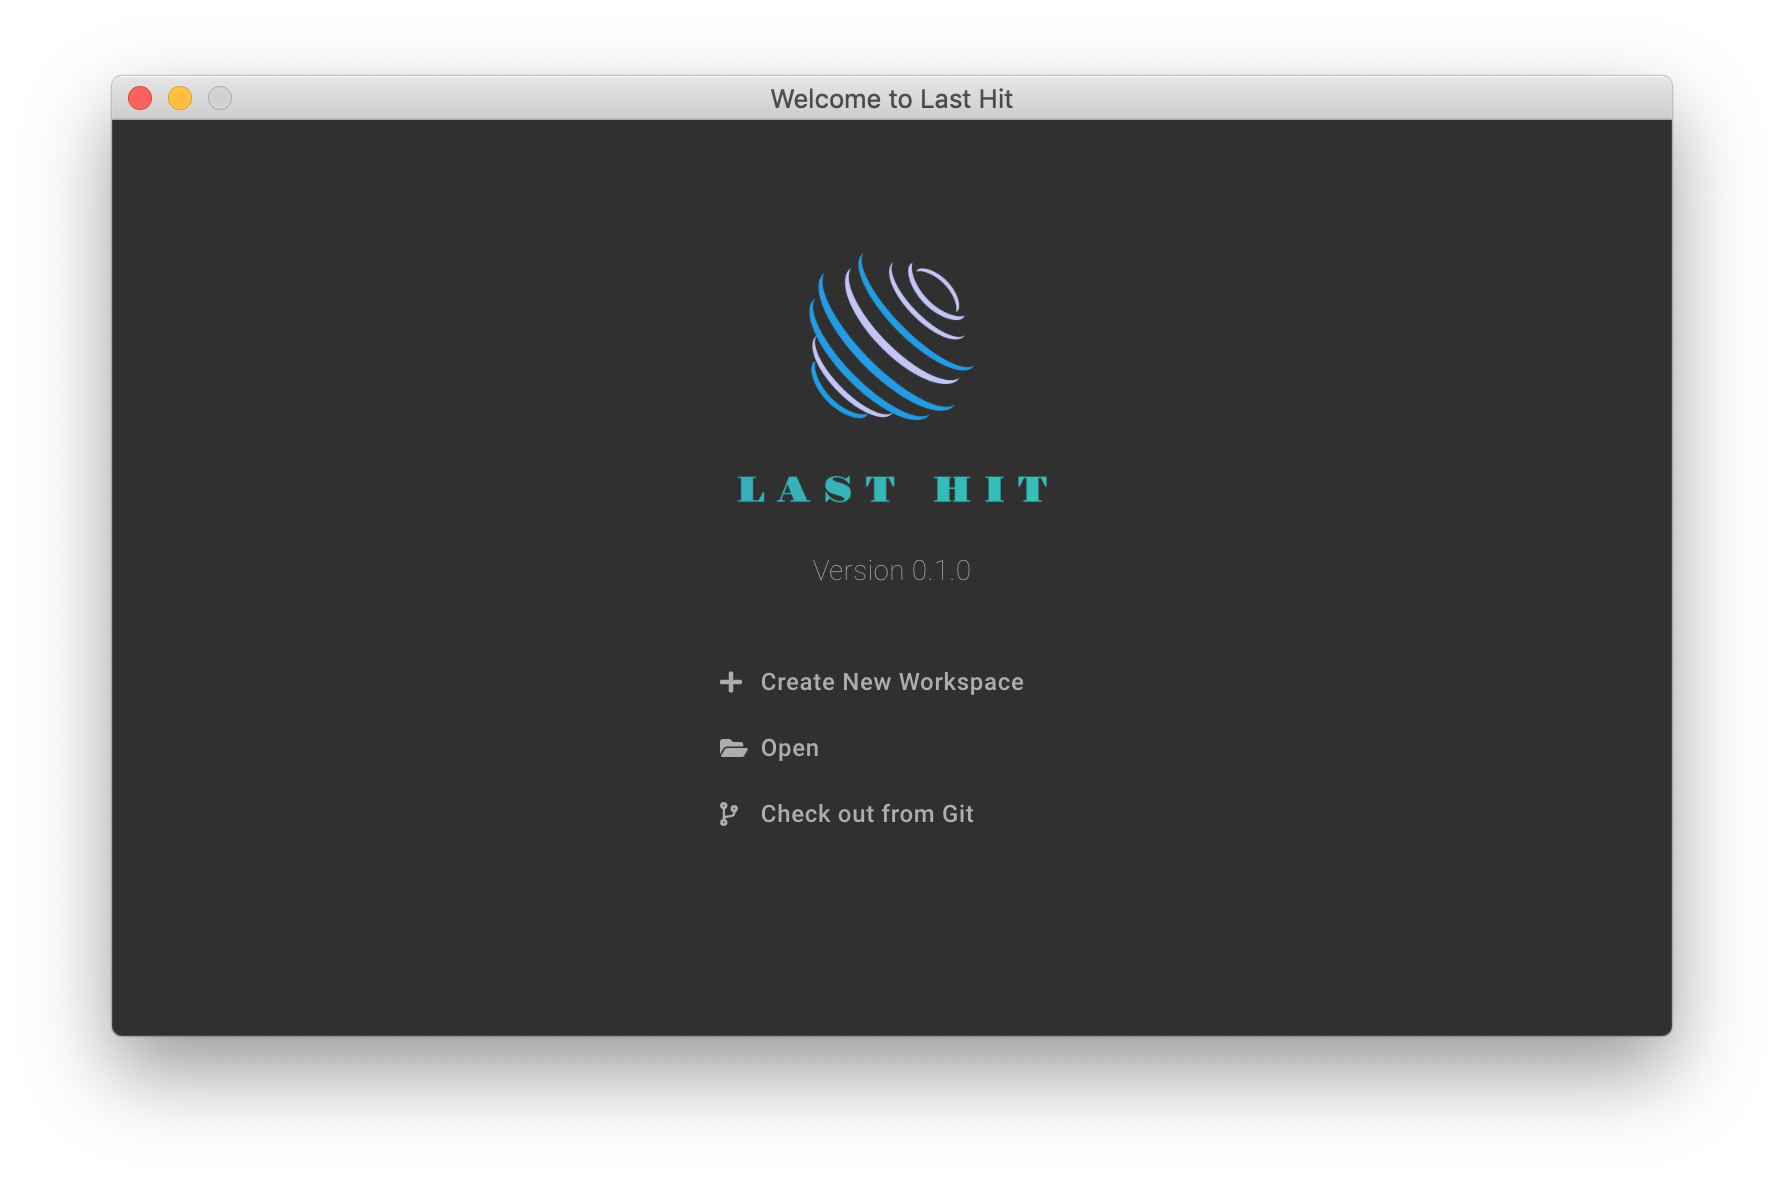 Welcome to Last Hit
LAST HIT
Version 0.1.0
Create New Workspace
Open
Check out from Git